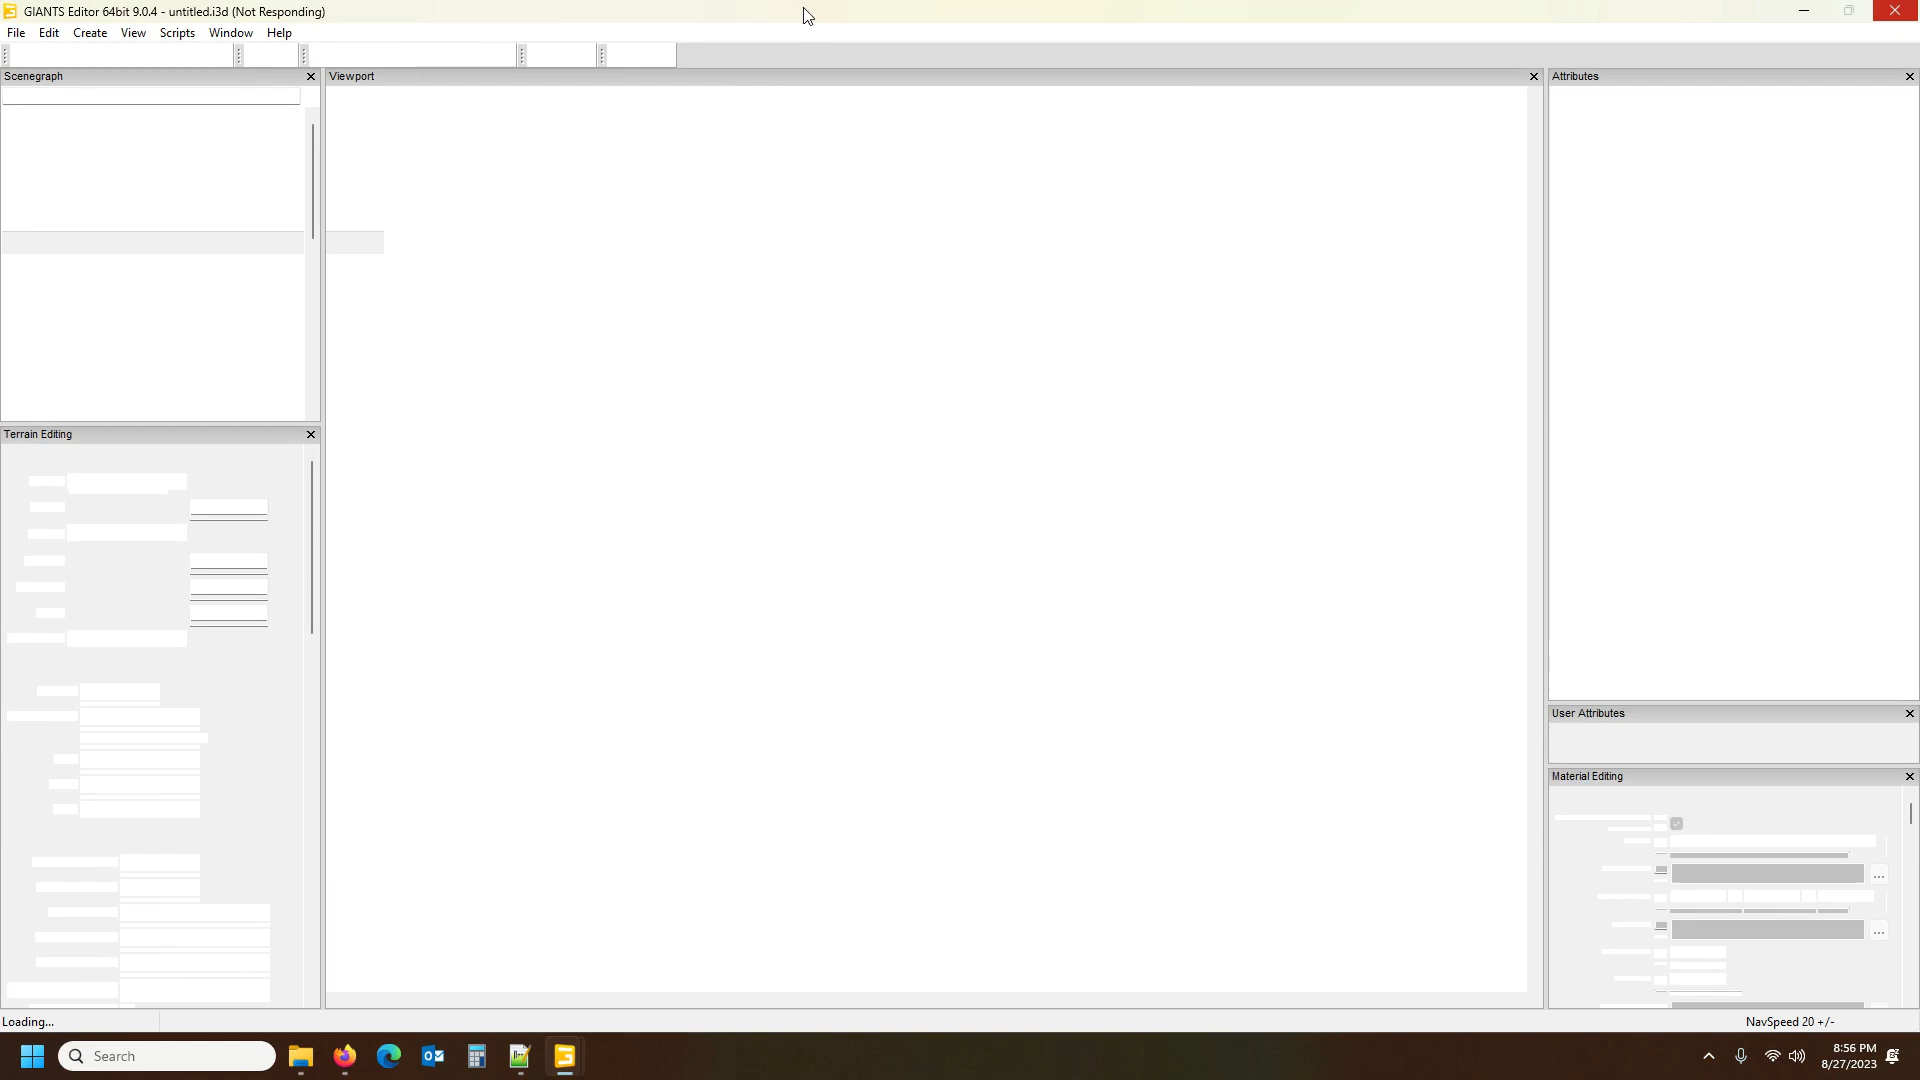 GIANTS Editor 64bit 9.0.4 - untitled.i3d (Not Responding)
File Edit Create View Scripts Window Help
Scenegraph
Viewport
Attributes
Terrain Editing
User Attributes
Material Editing
...
...
Loading...
NavSpeed 20 +/-
Search
8:56 PM
8/27/2023